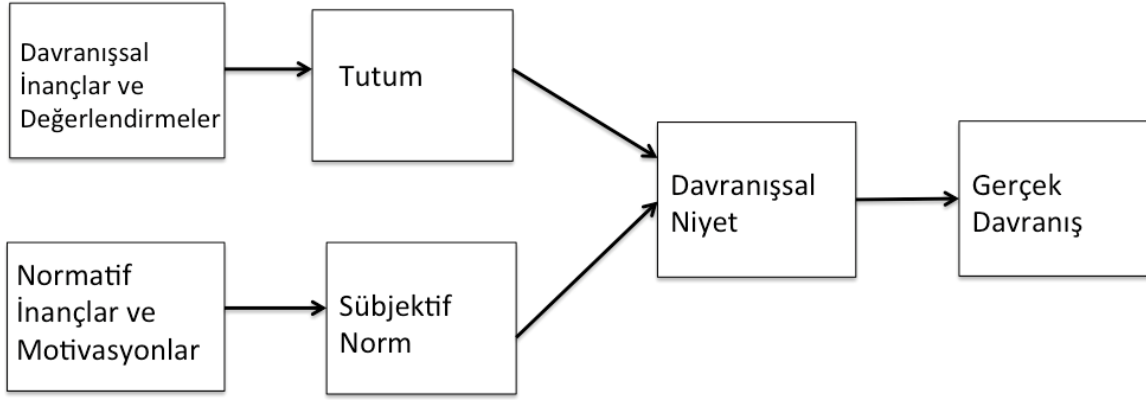 Davranışsal
İnançlar ve
Değerlendirmeler
Tutum
Normatif
İnançlar ve
Motivasyonlar
Sübjektif
Norm
Davranışsal
Niyet
Gerçek
Davranış